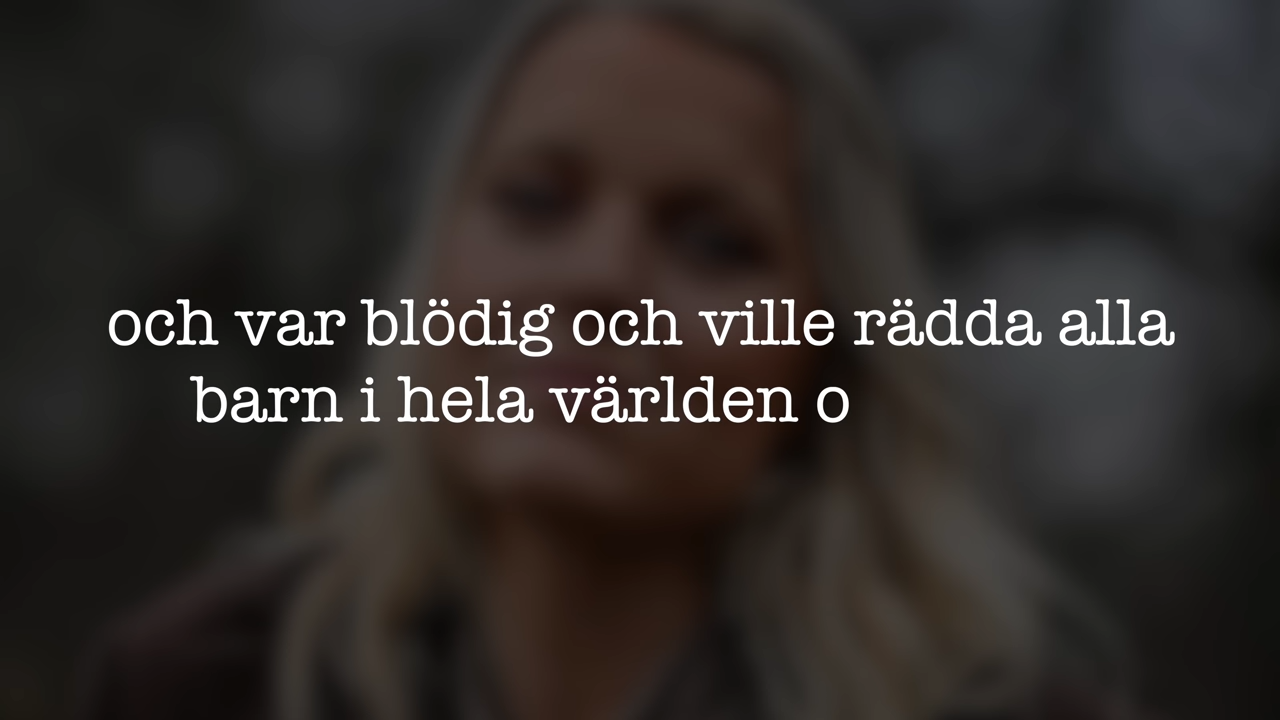 och var blödig och ville rädda alla
barn i hela världen o